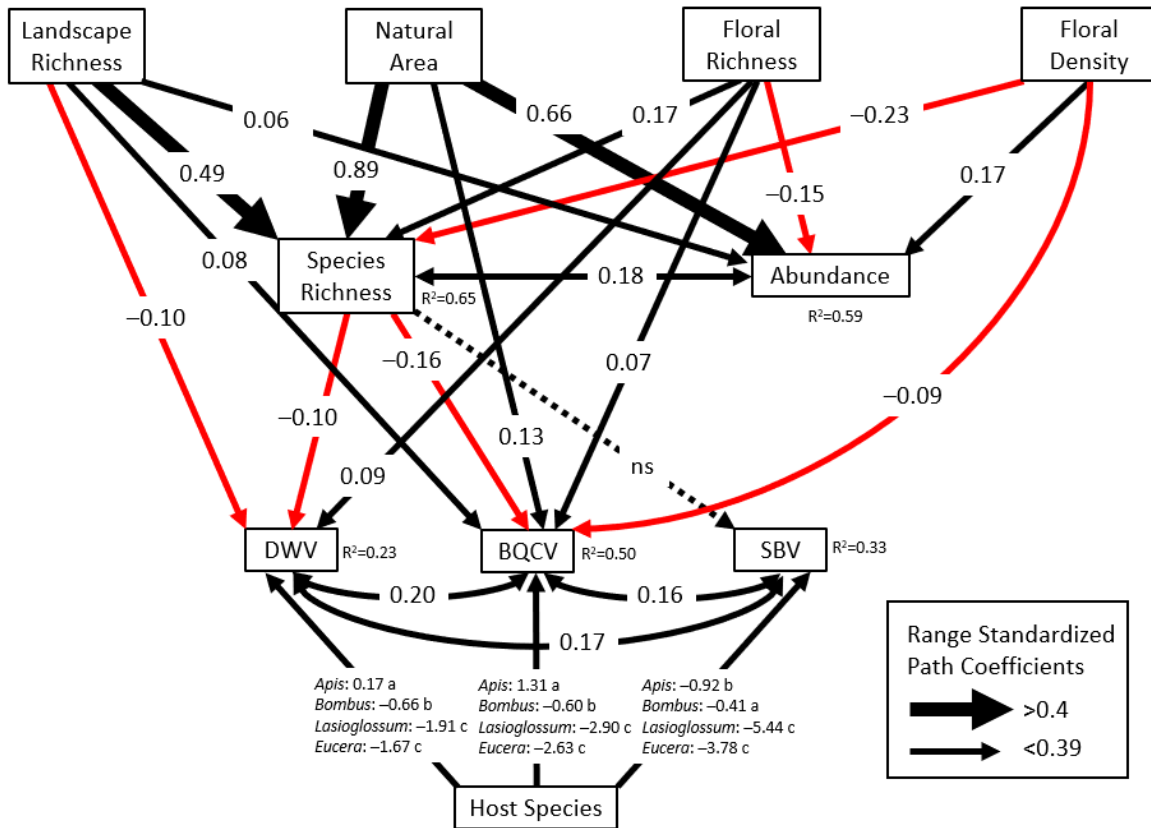 Landscape
Richness
Natural
Area
Floral
Richness
Floral
Density
0.06
0.66
0.17
−0.23
0.49
0.89
−0.15
0.17
0.08
Species
Richness
R²=0.65
0.18
Abundance
R²=0.59
−0.10
−0.16
0.07
−0.10
0.13
−0.09
0.09
ns
DWV
R²=0.23
BQCV
R²=0.50
SBV
R²=0.33
0.20
0.16
0.17
Apis: 0.17 a
Bombus: −0.66 b
Lasioglossum: −1.91 c
Eucera: −1.67 c
Apis: 1.31 a
Bombus: −0.60 b
Lasioglossum: −2.90 c
Eucera: −2.63 c
Apis: −0.92 b
Bombus: −0.41 a
Lasioglossum: −5.44 c
Eucera: −3.78 c
Host Species
Range Standardized
Path Coefficients
>0.4
<0.39